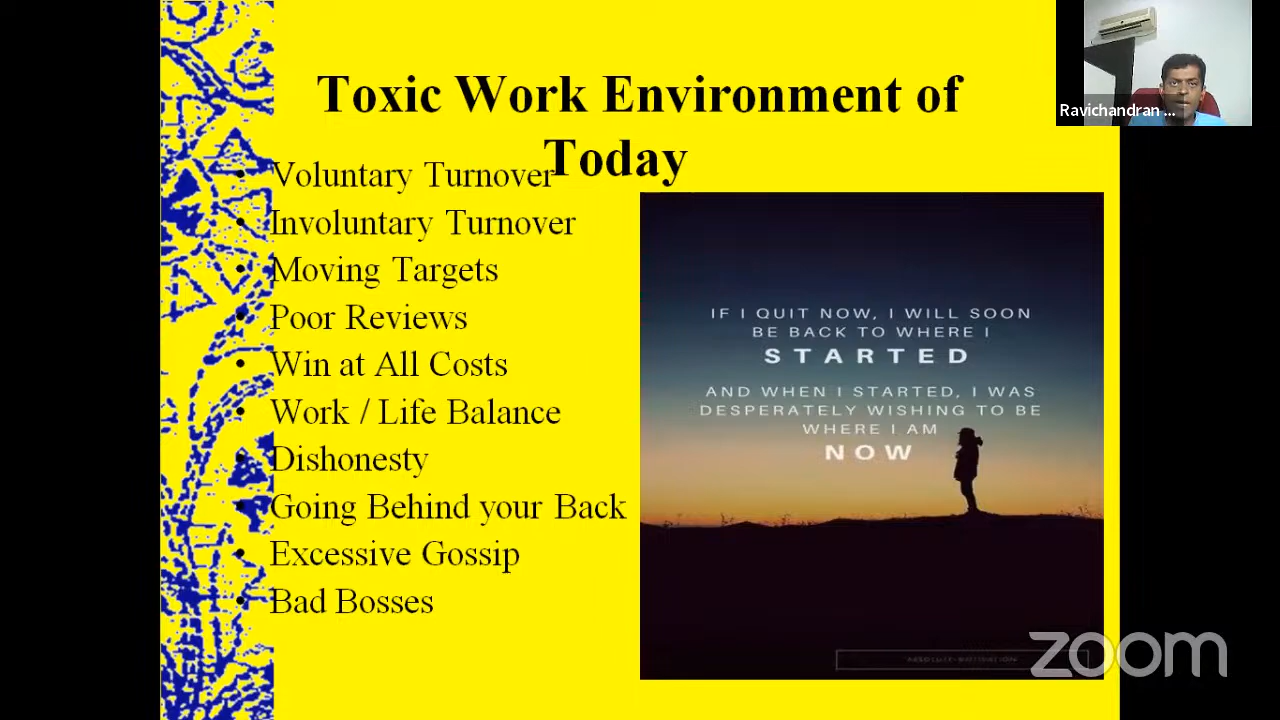 Toxic Work Environment of
Today
Ravichandran ...
• Voluntary Turnover
• Involuntary Turnover
• Moving Targets
• Poor Reviews
• Win at All Costs
• Work / Life Balance
• Dishonesty
• Going Behind your Back
• Excessive Gossip
• Bad Bosses
IF I QUIT NOW, I WILL SOON
BE BACK TO WHERE I
STARTED
AND WHEN I STARTED, I WAS
DESPERATELY WISHING TO BE
WHERE I AM
NOW
zoom